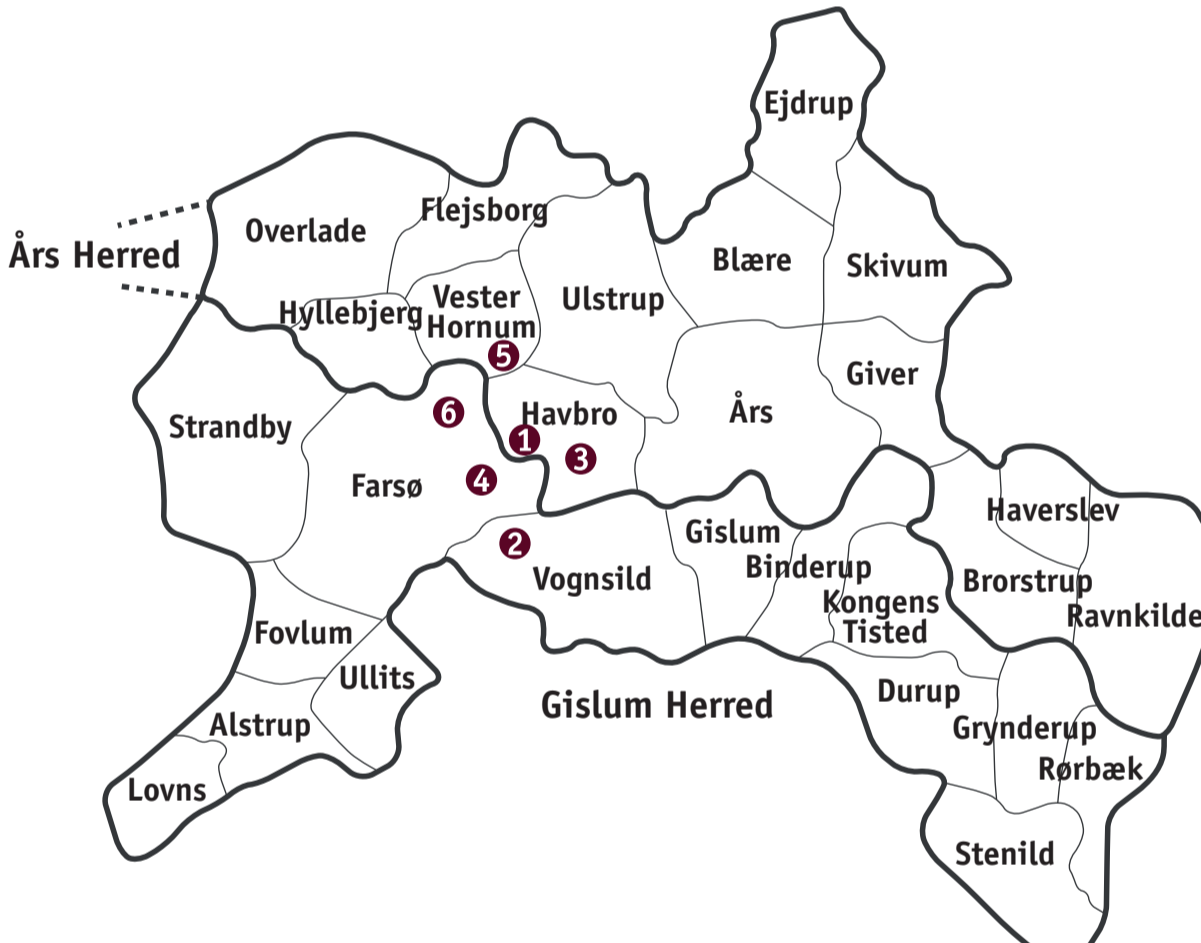 Ejdrup
Flejsborg
Overlade
Års Herred
Blære
Skivum
Vester
Hornum
Ulstrup
Hyllebjerg
5
Giver
6
Havbro
Års
Strandby
1
3
4
Farsø
Haverslev
2
Gislum
Vognsild
Binderup
Brorstrup
Kongens
Tisted
Ravnkilde
Fovlum
Ullits
Durup
Gislum Herred
Alstrup
Grynderup
Rørbæk
Lovns
Stenild